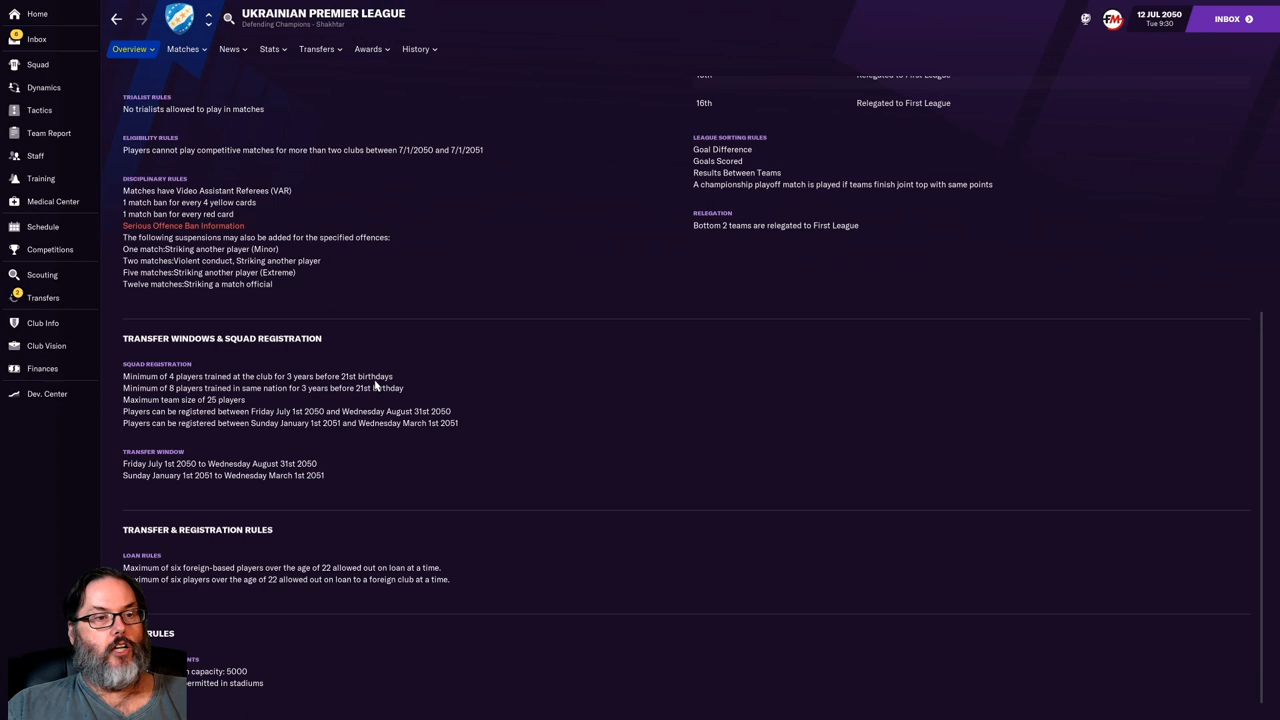 Home
6
Inbox
Squad
Dynamics
Tactics
Team Report
Staff
Training
Medical Center
Schedule
Competitions
Scouting
2
Transfers
Club Info
Club Vision
Finances
Dev. Center
UKRAINIAN PREMIER LEAGUE
Defending Champions - Shakhtar
FM
12 JUL 2050
Tue 9:30
INBOX
Overview
Matches
News
Stats
Transfers
Awards
History
TRIALIST RULES
No trialists allowed to play in matches
ELIGIBILITY RULES
Players cannot play competitive matches for more than two clubs between 7/1/2050 and 7/1/2051
DISCIPLINARY RULES
Matches have Video Assistant Referees (VAR)
1 match ban for every 4 yellow cards
1 match ban for every red card
Serious Offence Ban Information
The following suspensions may also be added for the specified offences:
One match:Striking another player (Minor)
Two matches:Violent conduct, Striking another player
Five matches:Striking another player (Extreme)
Twelve matches:Striking a match official
Relegated to First League
16th Relegated to First League
LEAGUE SORTING RULES
Goal Difference
Goals Scored
Results Between Teams
A championship playoff match is played if teams finish joint top with same points
RELEGATION
Bottom 2 teams are relegated to First League
TRANSFER WINDOWS & SQUAD REGISTRATION
SQUAD REGISTRATION
Minimum of 4 players trained at the club for 3 years before 21st birthdays
Minimum of 8 players trained in same nation for 3 years before 21st birthday
Maximum team size of 25 players
Players can be registered between Friday July 1st 2050 and Wednesday August 31st 2050
Players can be registered between Sunday January 1st 2051 and Wednesday March 1st 2051
TRANSFER WINDOW
Friday July 1st 2050 to Wednesday August 31st 2050
Sunday January 1st 2051 to Wednesday March 1st 2051
TRANSFER & REGISTRATION RULES
LOAN RULES
Maximum of six foreign-based players over the age of 22 allowed out on loan at a time.
of six players over the age of 22 allowed out on loan to a foreign club at a time.
RULES
capacity: 5000
in stadiums